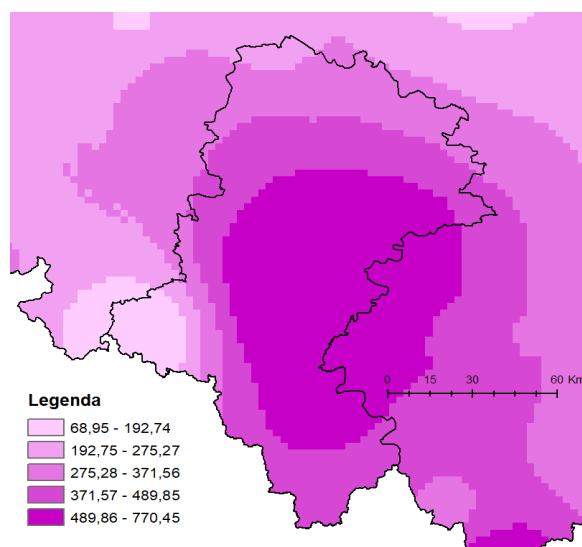 0 15 30 60 Km
Legenda
68,95 - 192,74
192,75 - 275,27
275,28 - 371,56
371,57 - 489,85
489,86 - 770,45